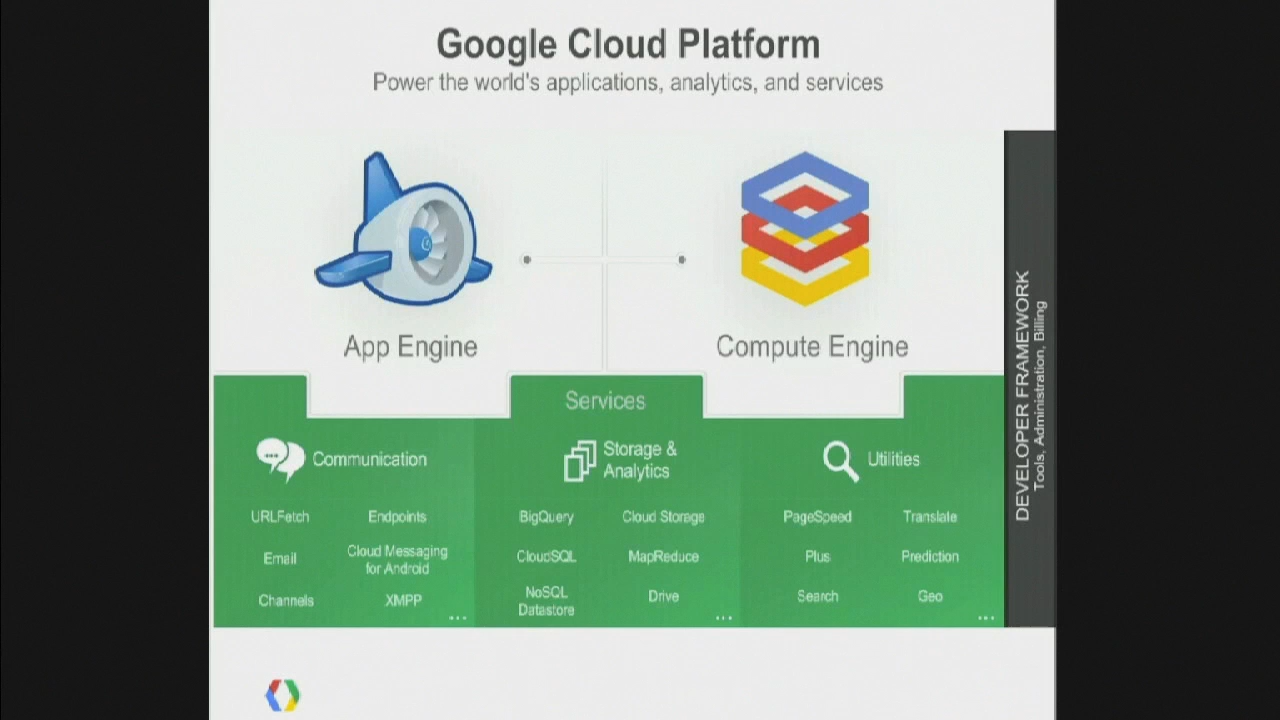 Google Cloud Platform
Power the world's applications, analytics, and services
App Engine
Compute Engine
Services
Communication
URLFetch
Endpoints
Email
Cloud Messaging
for Android
Channels
XMPP
...
Storage &
Analytics
BigQuery
Cloud Storage
CloudSQL
MapReduce
NoSQL
Datastore
Drive
...
Utilities
PageSpeed
Translate
Plus
Prediction
Search
Geo
...
DEVELOPER FRAMEWORK
Tools, Administration, Billing